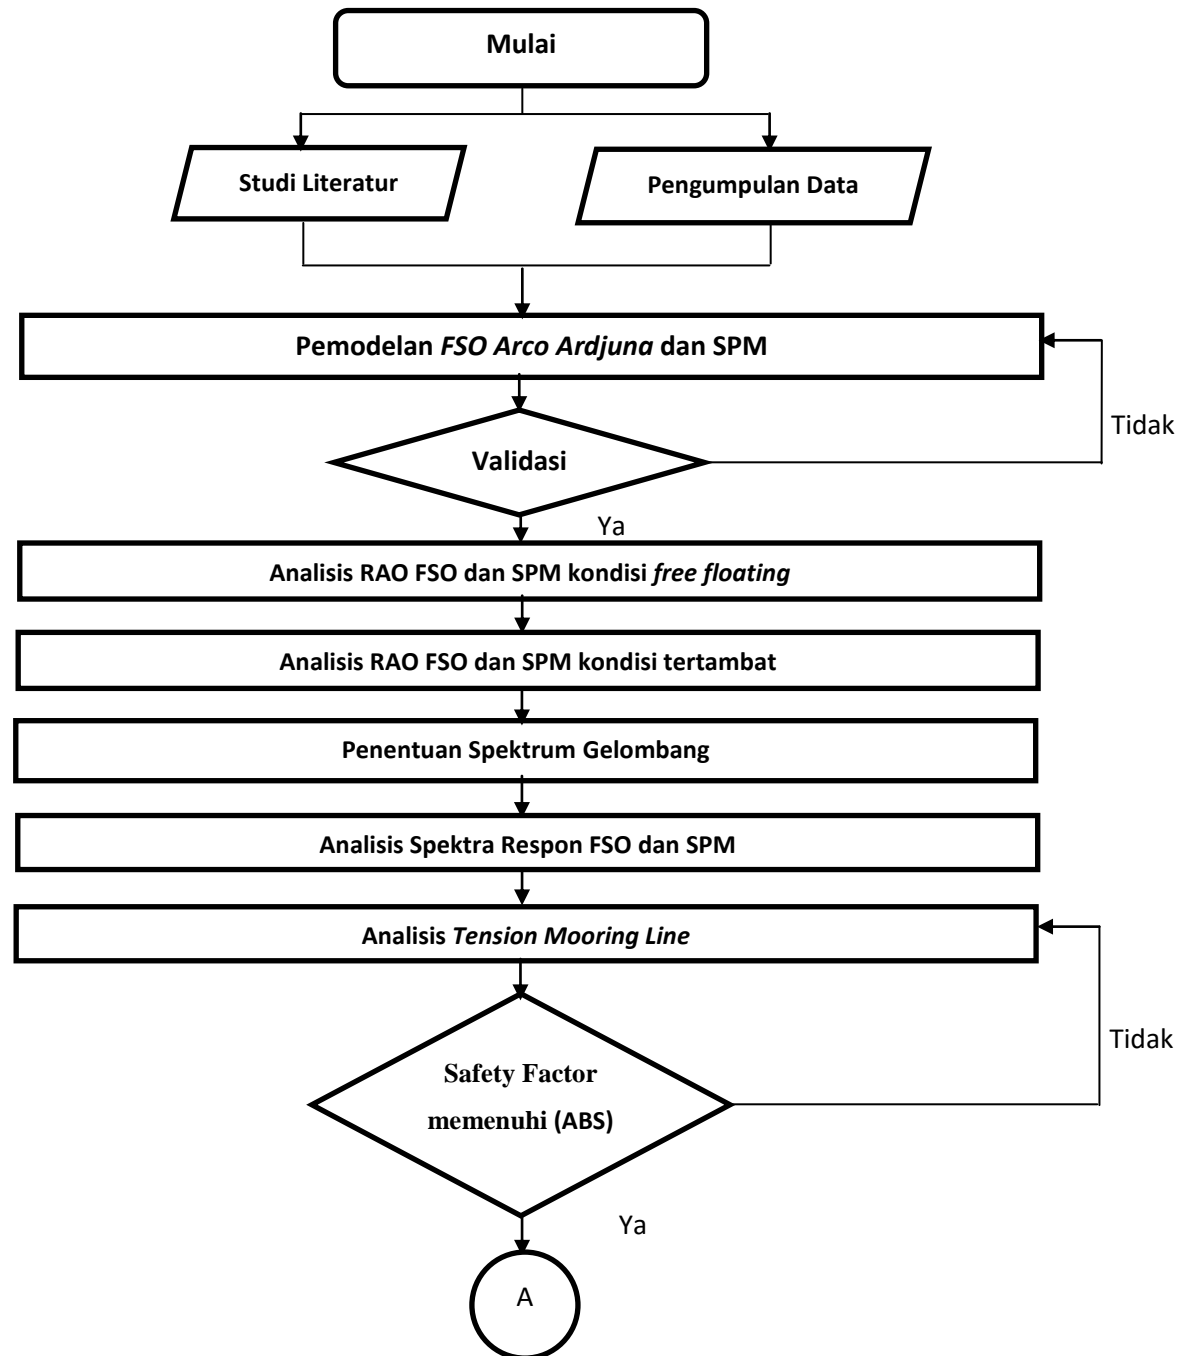 Mulai
Studi Literatur
Pengumpulan Data
Pemodelan FSO Arco Ardjuna dan SPM
Tidak
Validasi
Ya
Analisis RAO FSO dan SPM kondisi free floating
Analisis RAO FSO dan SPM kondisi tertambat
Penentuan Spektrum Gelombang
Analisis Spektra Respon FSO dan SPM
Analisis Tension Mooring Line
Tidak
Safety Factor
memenuhi (ABS)
Ya
A